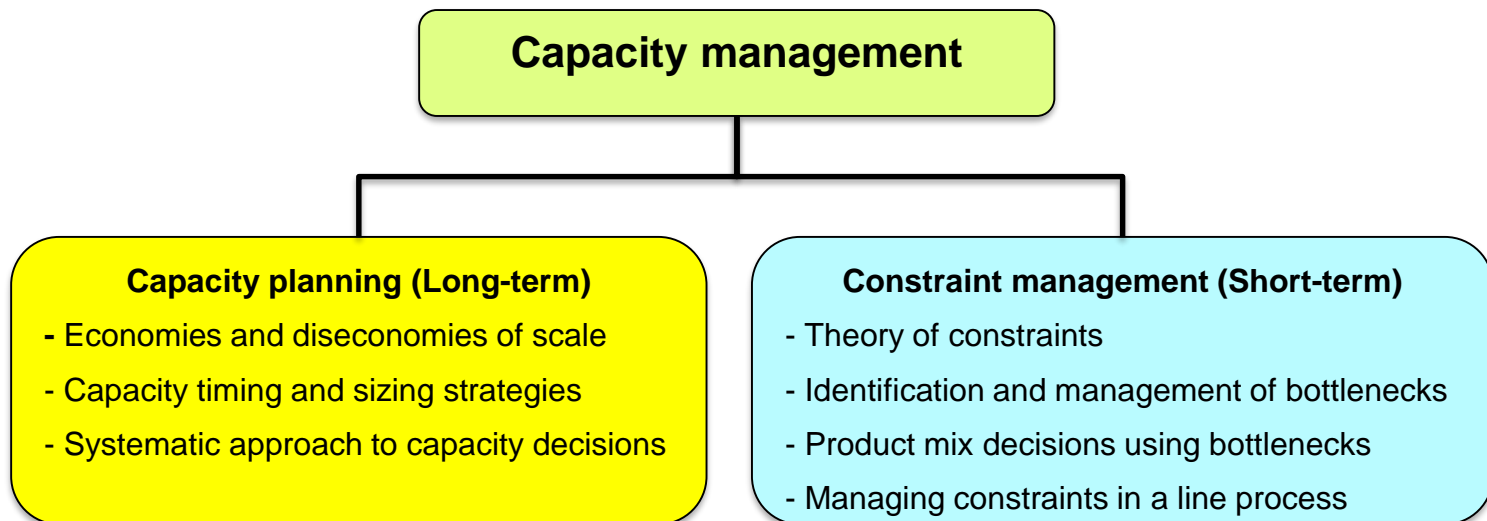 Capacity management
Capacity planning (Long-term)
- Economies and diseconomies of scale
- Capacity timing and sizing strategies
- Systematic approach to capacity decisions
Constraint management (Short-term)
- Theory of constraints
- Identification and management of bottlenecks
- Product mix decisions using bottlenecks
- Managing constraints in a line process